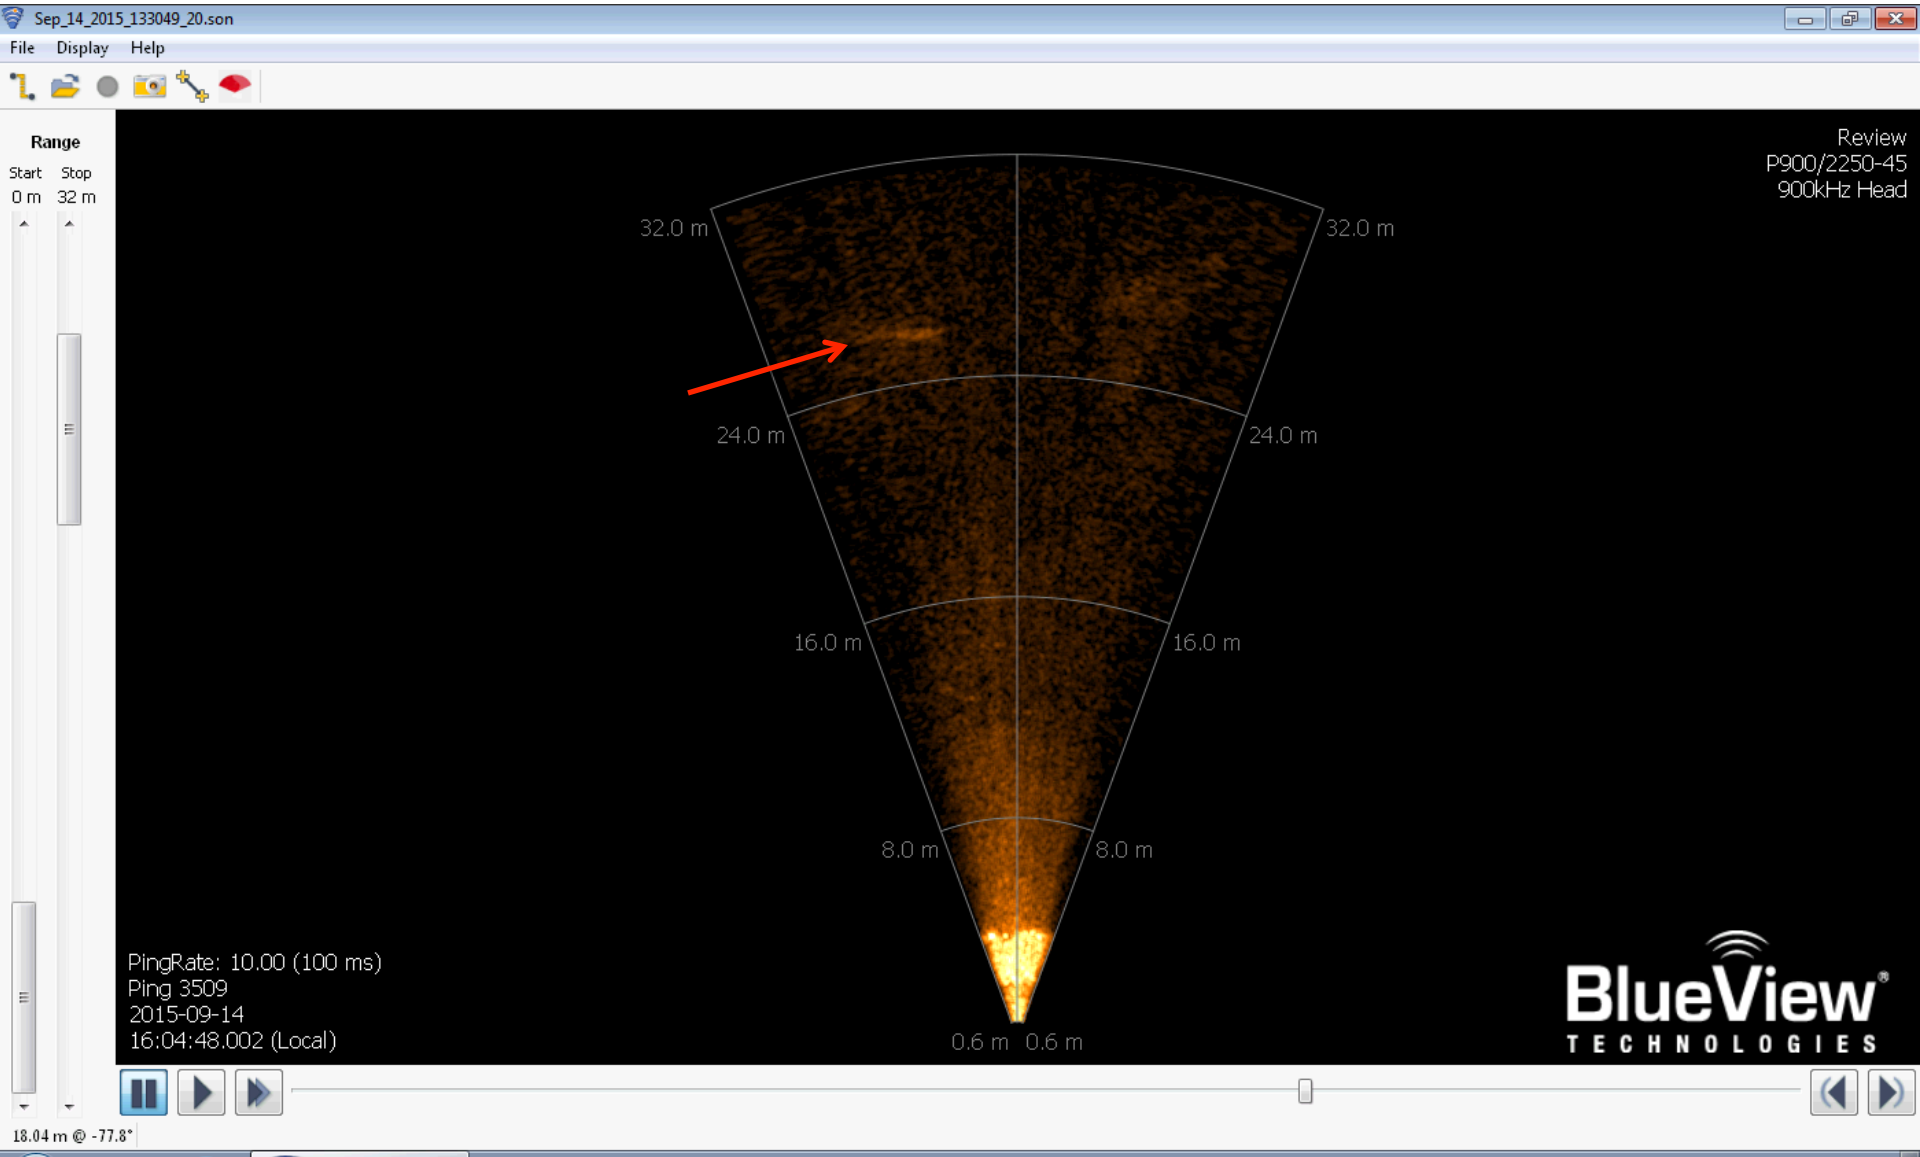 Sep_14_2015_133049_20.son
File Display Help
Range
Start Stop
0 m 32 m
Review
P900/2250-45
900kHz Head
32.0 m 32.0 m
24.0 m 24.0 m
16.0 m 16.0 m
8.0 m 8.0 m
0.6 m 0.6 m
PingRate: 10.00 (100 ms)
Ping 3509
2015-09-14
16:04:48.002 (Local)
BlueView®
TECHNOLOGIES
18.04 m @ -77.8°